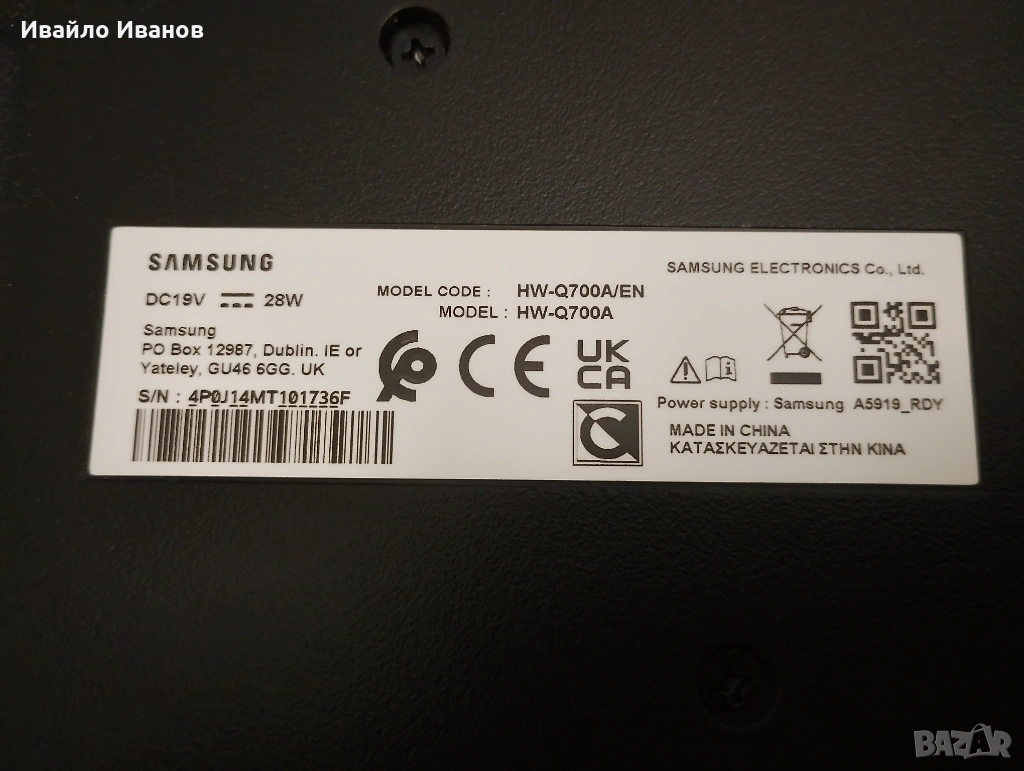 Ивайло Иванов
SAMSUNG
SAMSUNG ELECTRONICS Co., Ltd.
DC19V 28W
MODEL CODE : HW-Q700A/EN
MODEL : HW-Q700A
Samsung
PO Box 12987, Dublin. IE or
Yateley, GU46 6GG. UK
S/N : 4P0J14MT101736F
CE
UK
CA
Power supply : Samsung A5919_RDY
MADE IN CHINA
ΚΑΤΑΣΚΕΥΑΖΕΤΑΙ ΣΤΗΝ ΚΙΝΑ
BAZAR